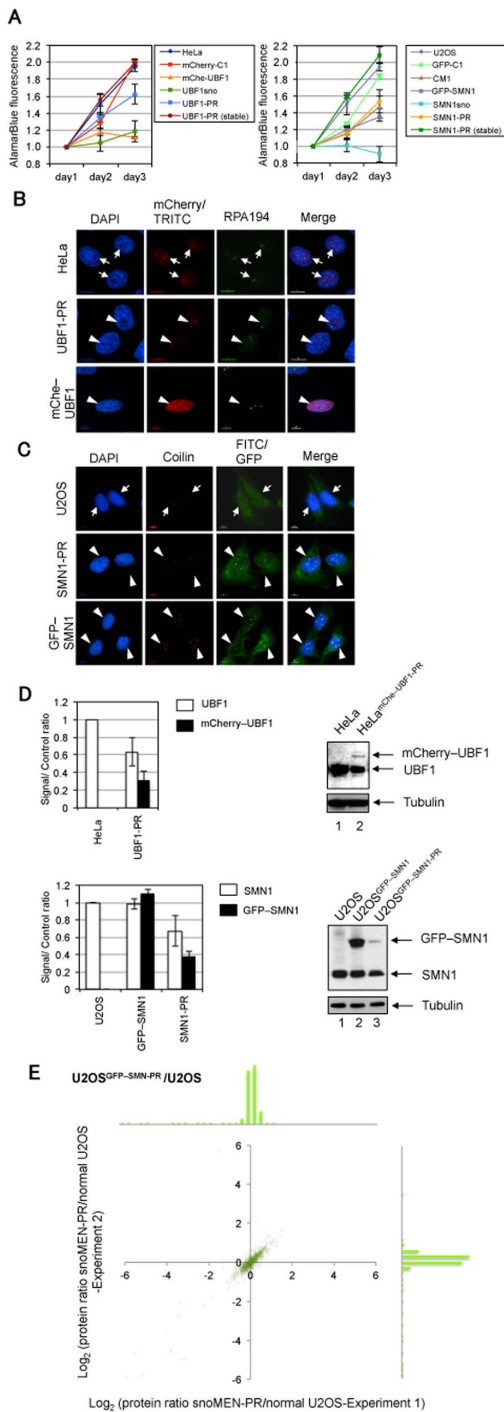 A
AlamarBlue fluorescence
2.2
2.0
1.8
1.6
1.4
1.2
1.0
0.8
day1 day2 day3
HeLa
mCherry-C1
mChe-UBF1
UBF1sno
UBF1-PR
UBF1-PR (stable)
AlamarBlue fluorescence
2.2
2.0
1.8
1.6
1.4
1.2
1.0
0.8
day1 day2 day3
U2OS
GFP-C1
CM1
GFP-SMN1
SMN1sno
SMN1-PR
SMN1-PR (stable)
B
DAPI
mCherry/
TRITC
RPA194
Merge
HeLa
UBF1-PR
mChe–
UBF1
C
DAPI
Coilin
FITC/
GFP
Merge
U2OS
SMN1-PR
GFP–
SMN1
D
Signal/ Control ratio
1.2
1
0.8
0.6
0.4
0.2
0
HeLa
UBF1-PR
UBF1
mCherry–UBF1
HeLa
HeLa mChe–UBF1-PR
mCherry–UBF1
UBF1
Tubulin
1 2
Signal/ Control ratio
1.2
1
0.8
0.6
0.4
0.2
0
U2OS
GFP–SMN1
SMN1-PR
SMN1
GFP–SMN1
U2OS
U2OS GFP–SMN1
U2OS GFP–SMN1-PR
GFP–SMN1
SMN1
Tubulin
1 2 3
E
U2OS GFP–SMN-PR /U2OS
Log2 (protein ratio snoMEN-PR/normal U2OS
-Experiment 2)
6
4
2
0
-2
-4
-6
-6 -4 -2 0 2 4 6
Log2 (protein ratio snoMEN-PR/normal U2OS-Experiment 1)